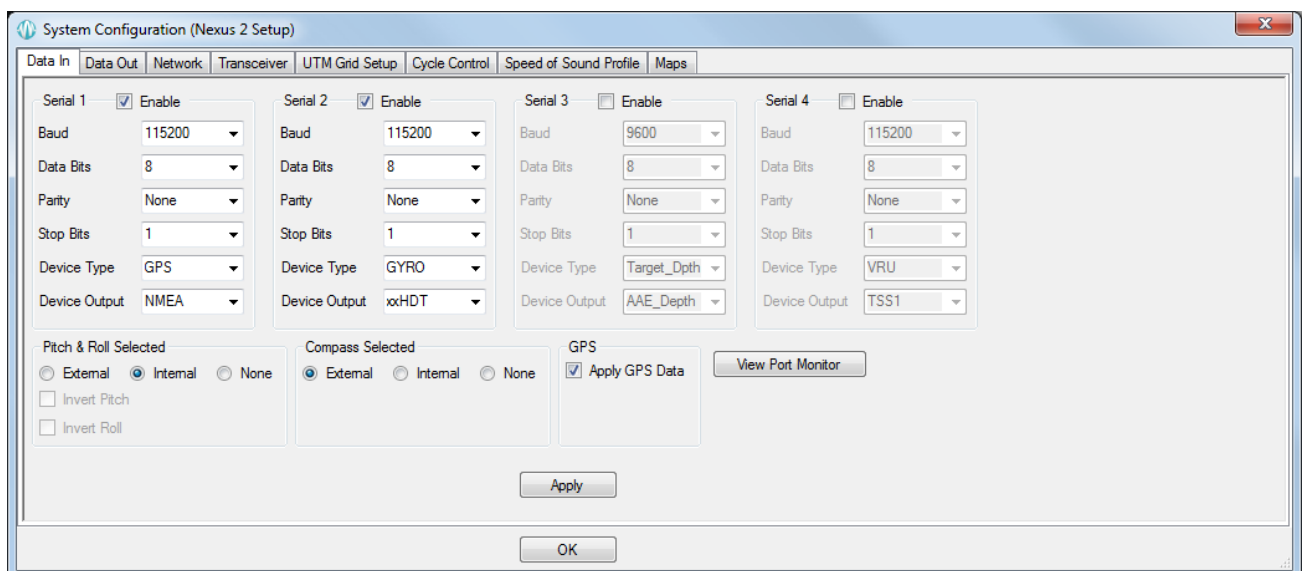 System Configuration (Nexus 2 Setup)
Data In Data Out Network Transceiver UTM Grid Setup Cycle Control Speed of Sound Profile Maps
Serial 1 Enable Serial 2 Enable Serial 3 Enable Serial 4 Enable
Baud 115200 Baud 115200 Baud 9600 Baud 115200
Data Bits 8 Data Bits 8 Data Bits 8 Data Bits 8
Parity None Parity None Parity None Parity None
Stop Bits 1 Stop Bits 1 Stop Bits 1 Stop Bits 1
Device Type GPS Device Type GYRO Device Type Target_Dpth Device Type VRU
Device Output NMEA Device Output xxHDT Device Output AAE_Depth Device Output TSS1
Pitch & Roll Selected Compass Selected GPS
External Internal None External Internal None Apply GPS Data View Port Monitor
Invert Pitch
Invert Roll
Apply
OK